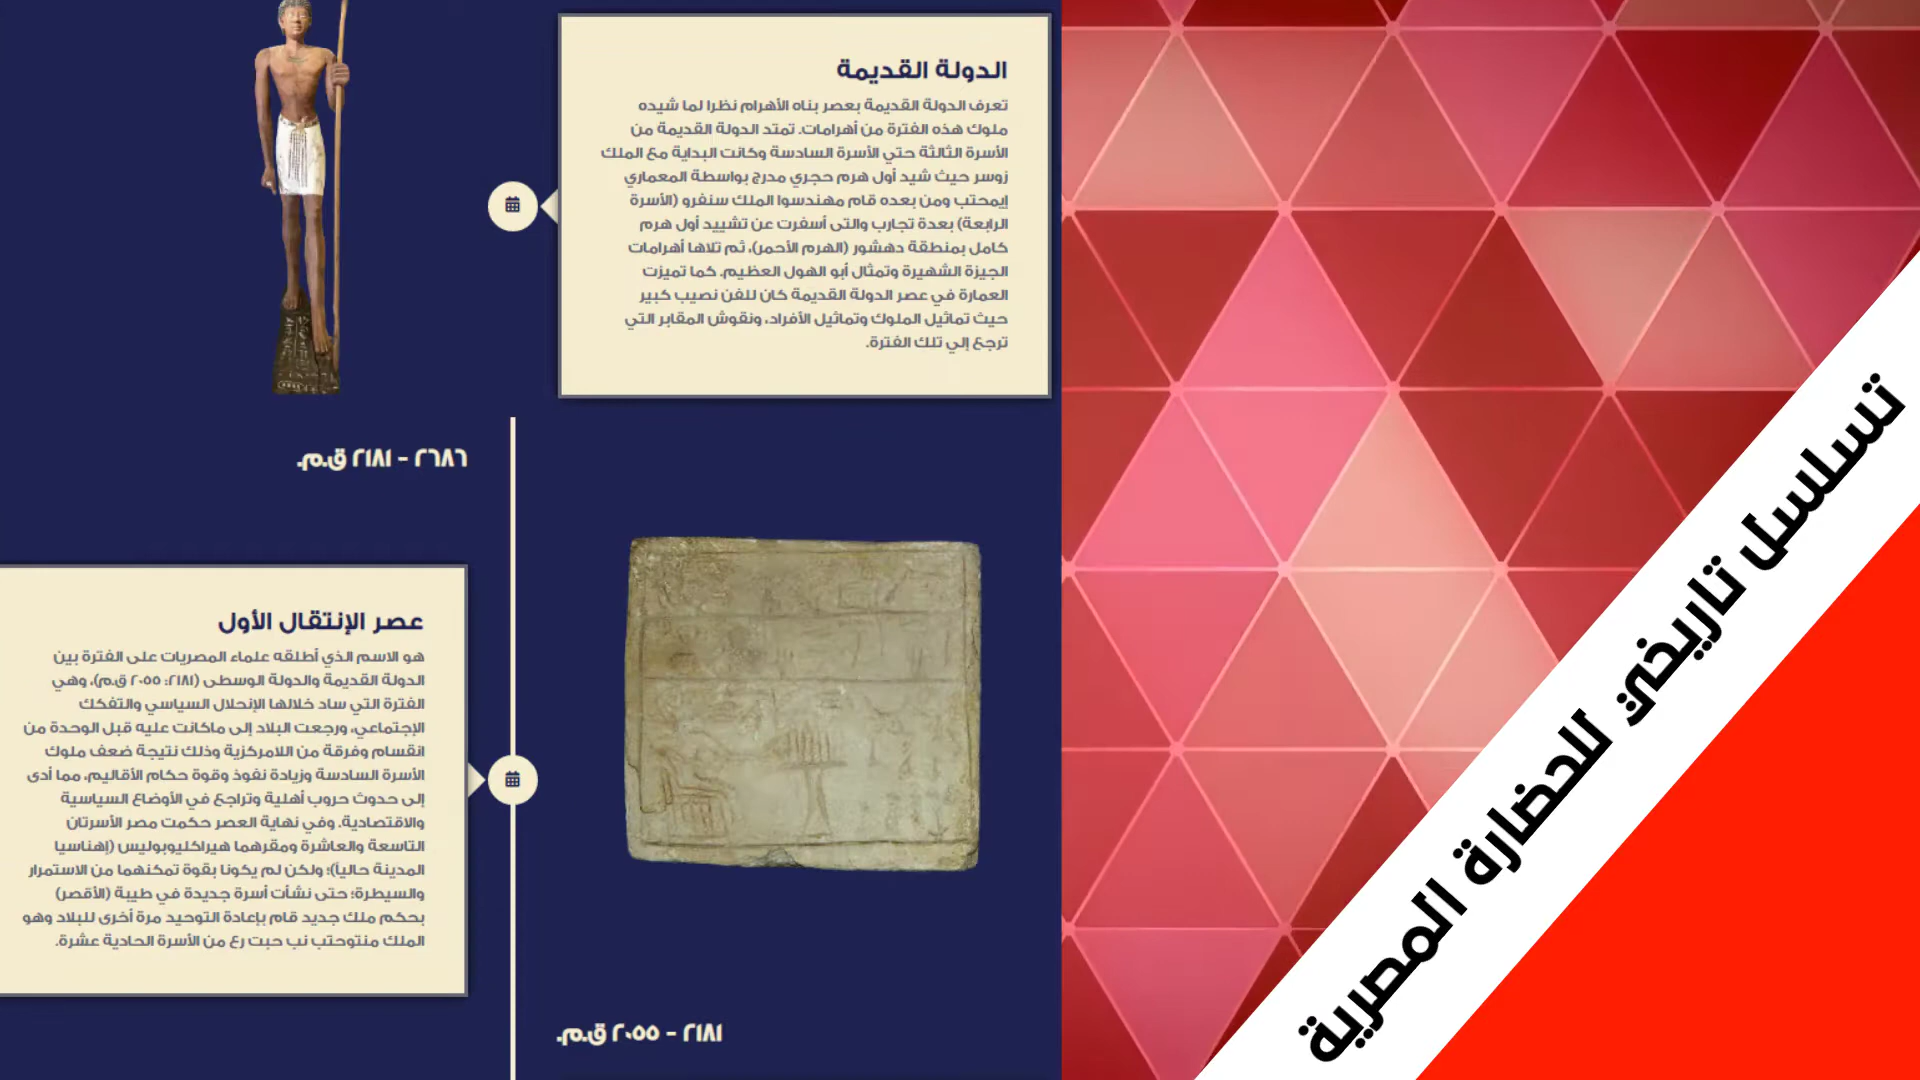 الدولة القديمة
تعرف الدولة القديمة بعصر بناه الأهرام نظرا لما شيده
ملوك هذه الفترة من أهرامات. تمتد الدولة القديمة من
الأسرة الثالثة حتي الأسرة السادسة وكانت البداية مع الملك
زوسر حيث شيد أول هرم حجري مدرج بواسطة المعماري
إيمحتب ومن بعده قام مهندسوا الملك سنفرو (الأسرة
الرابعة) بعدة تجارب والتى أسفرت عن تشييد أول هرم
كامل بمنطقة دهشور (الهرم الأحمر)، ثم تلاها أهرامات
الجيزة الشهيرة وتمثال أبو الهول العظيم. كما تميزت
العمارة في عصر الدولة القديمة كان للفن نصيب كبير
حيث تماثيل الملوك وتماثيل الأفراد، ونقوش المقابر التي
ترجع إلي تلك الفترة.
٢٦٨٦ - ٢١٨١ ق.م.
عصر الإنتقال الأول
هو الاسم الذي أطلقه علماء المصريات على الفترة بين
الدولة القديمة والدولة الوسطى (٢١٨١: ٢٠٥٥ ق.م)، وهي
الفترة التي ساد خلالها الإنحلال السياسي والتفكك
الإجتماعي، ورجعت البلاد إلى ماكانت عليه قبل الوحدة من
انقسام وفرقة من اللامركزية وذلك نتيجة ضعف ملوك
الأسرة السادسة وزيادة نفوذ وقوة حكام الأقاليم، مما أدى
إلى حدوث حروب أهلية وتراجع في الأوضاع السياسية
والاقتصادية. وفي نهاية العصر حكمت مصر الأسرتان
التاسعة والعاشرة ومقرهما هيراكليوبوليس (إهناسيا
المدينة حالياً)؛ ولكن لم يكونا بقوة تمكنهما من الاستمرار
والسيطرة؛ حتى نشأت أسرة جديدة في طيبة (الأقصر)
بحكم ملك جديد قام بإعادة التوحيد مرة أخرى للبلاد وهو
الملك منتوحتب نب حبت رع من الأسرة الحادية عشرة.
٢١٨١ - ٢٠٥٥ ق.م.
تسلسل تاريخي للحضارة المصرية